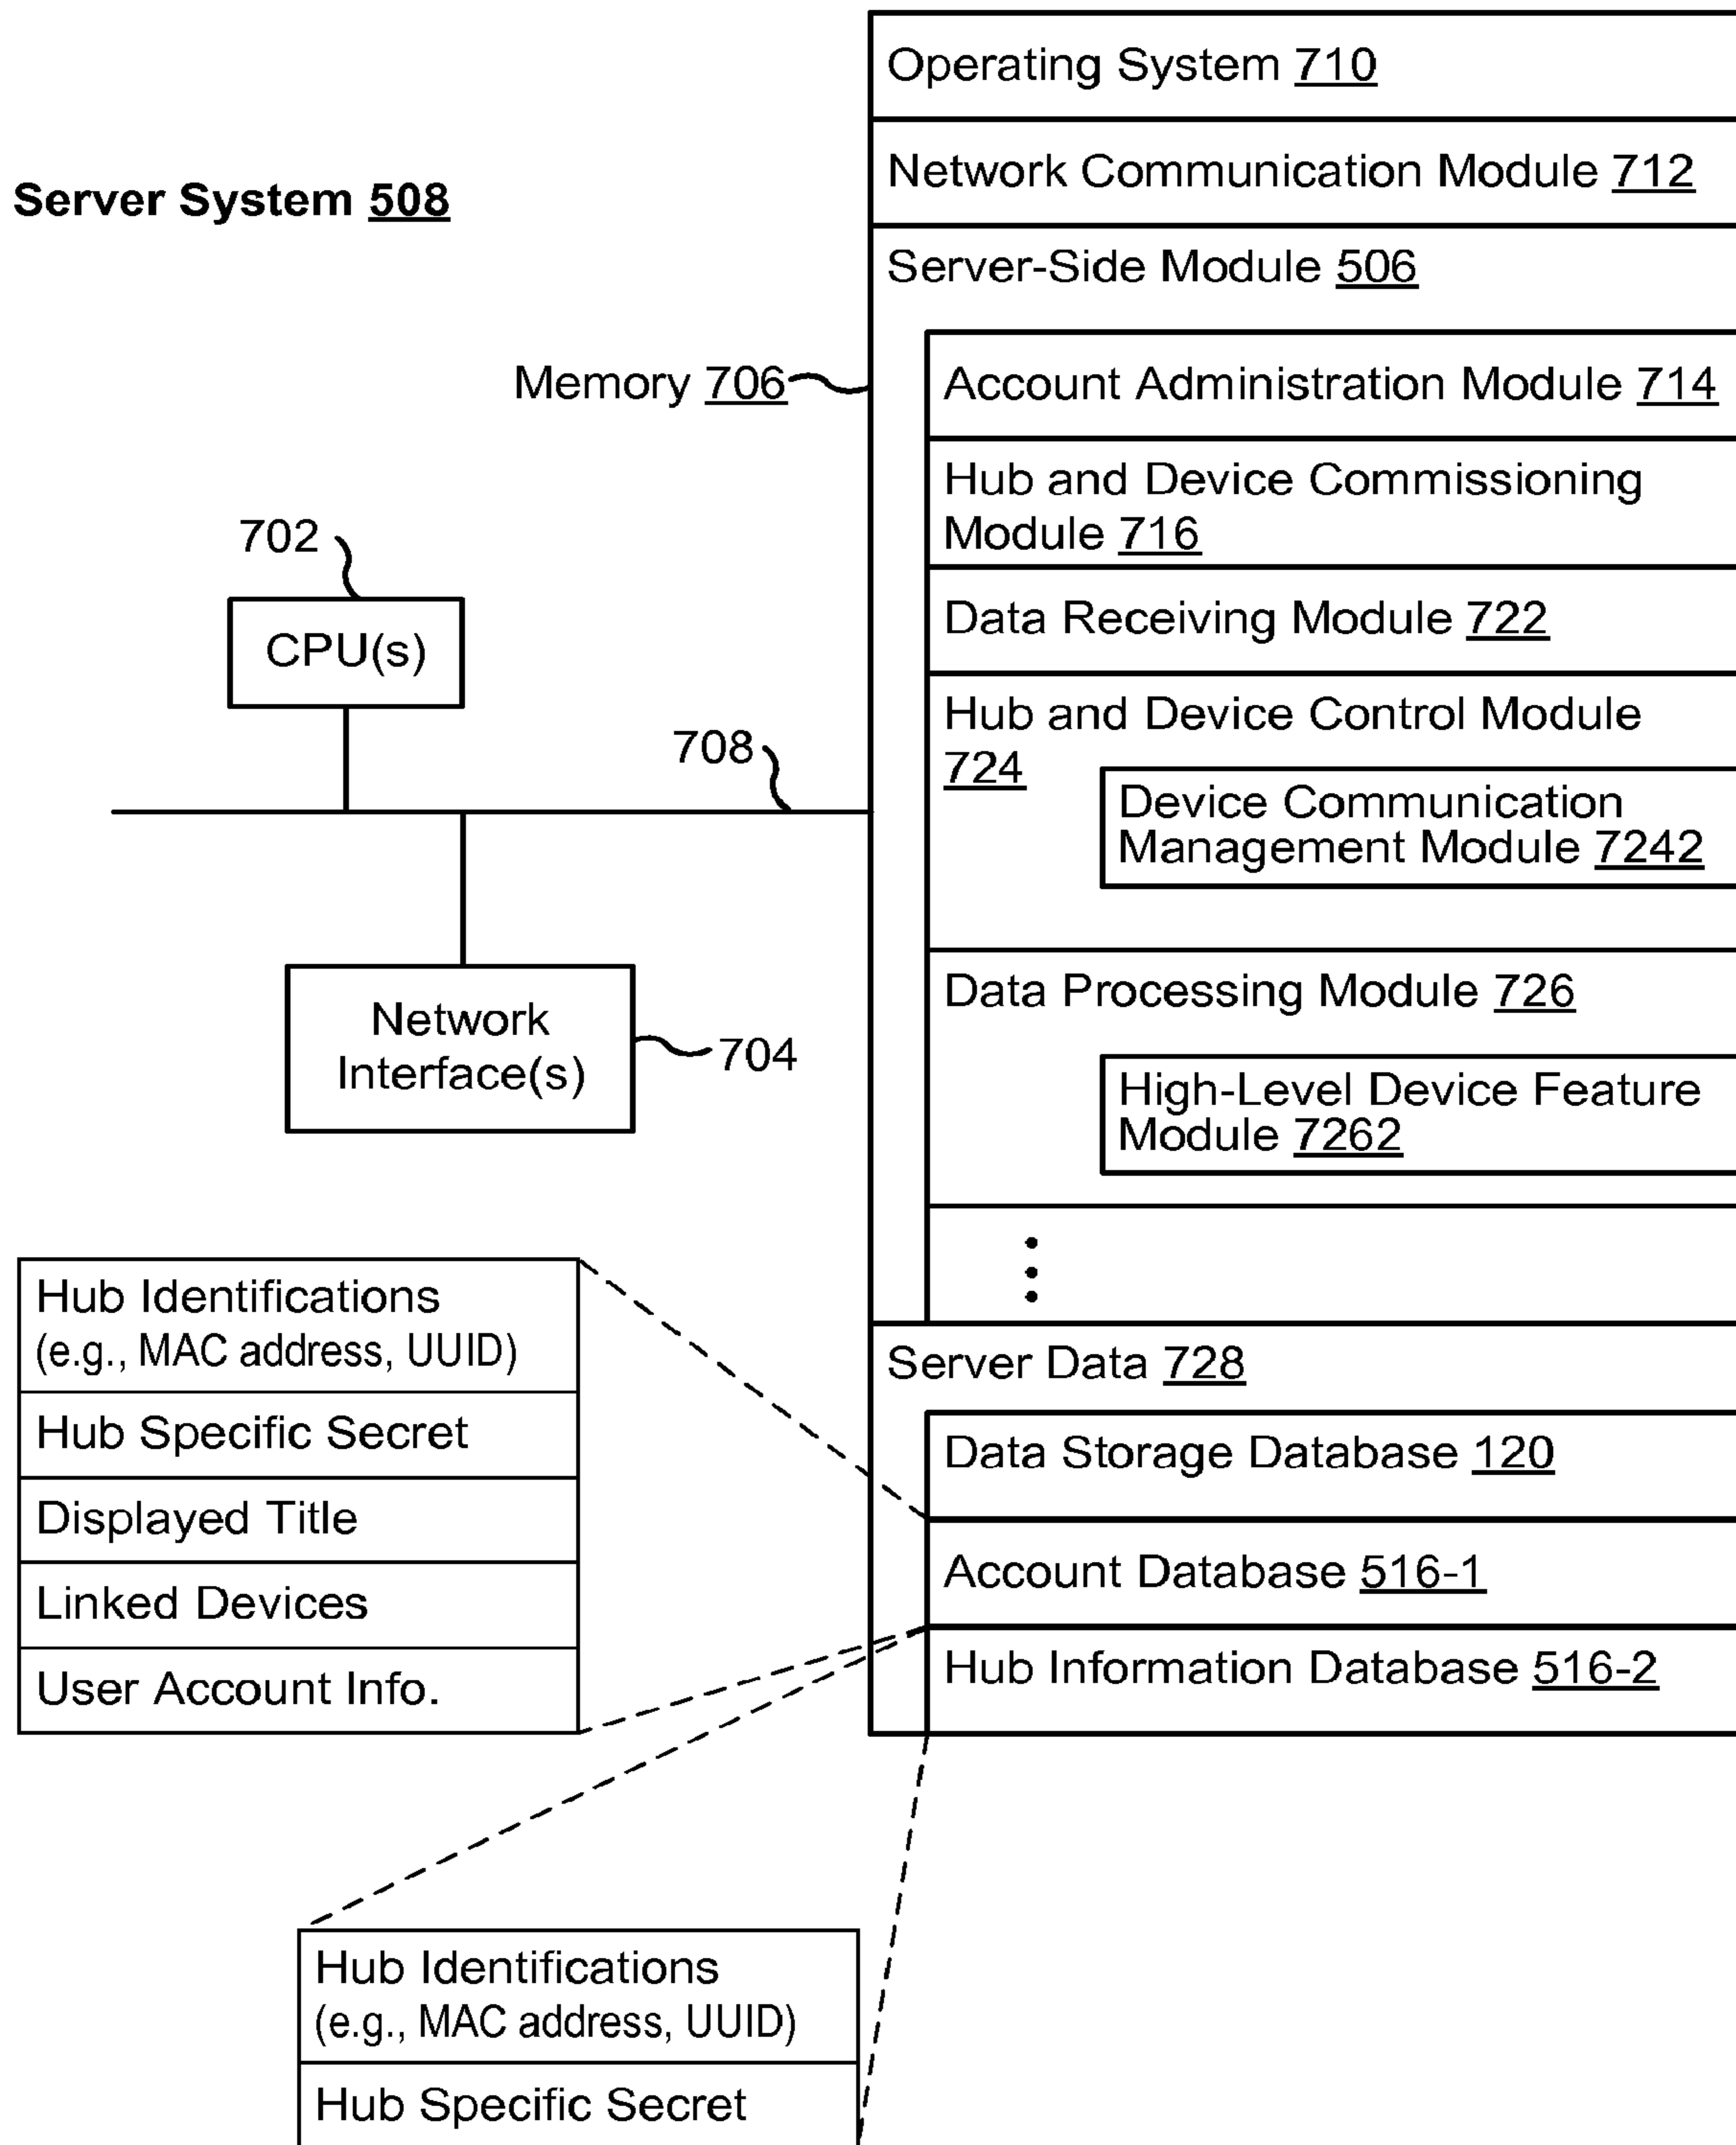 Server System 508
Operating System 710
Network Communication Module 712
Server-Side Module 506
Memory 706
Account Administration Module 714
Hub and Device Commissioning
Module 716
Data Receiving Module 722
Hub and Device Control Module
724
Device Communication
Management Module 7242
Data Processing Module 726
High-Level Device Feature
Module 7262
702
CPU(s)
708
Network
Interface(s)
704
Server Data 728
Data Storage Database 120
Account Database 516-1
Hub Information Database 516-2
Hub Identifications
(e.g., MAC address, UUID)
Hub Specific Secret
Displayed Title
Linked Devices
User Account Info.
Hub Identifications
(e.g., MAC address, UUID)
Hub Specific Secret